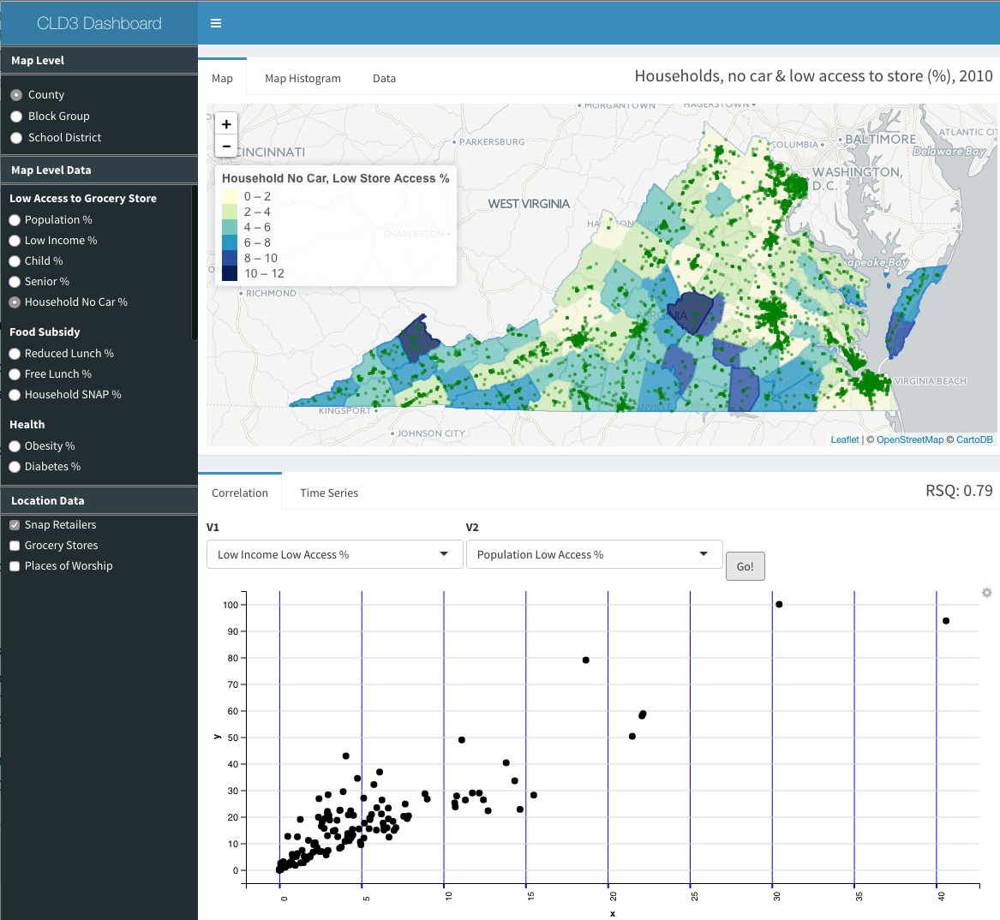 CLD3 Dashboard
Map Level
County
Block Group
School District
Map Level Data
Low Access to Grocery Store
Population %
Low Income %
Child %
Senior %
Household No Car %
Food Subsidy
Reduced Lunch %
Free Lunch %
Household SNAP %
Health
Obesity %
Diabetes %
Location Data
Snap Retailers
Grocery Stores
Places of Worship
Map Map Histogram Data
Households, no car & low access to store (%), 2010
+
-
MORGANTOWN
HAGERSTOWN
PARKERSBURG
CINCINNATI
COLUMBIA
BALTIMORE
ATLANTIC CIT
Delaware Bay
WASHINGTON,
D.C.
WEST VIRGINIA
CHARLESTON
RICHMOND
apeake Bay
VIRGINIA BEACH
KINGSPORT
JOHNSON CITY
Household No Car, Low Store Access %
0 – 2
2 – 4
4 – 6
6 – 8
8 – 10
10 – 12
Leaflet | © OpenStreetMap © CartoDB
Correlation Time Series
RSQ: 0.79
V1 V2
Low Income Low Access % Population Low Access % Go!
y
100
90
80
70
60
50
40
30
20
10
0
0 5 10 15 20 25 30 35 40
x